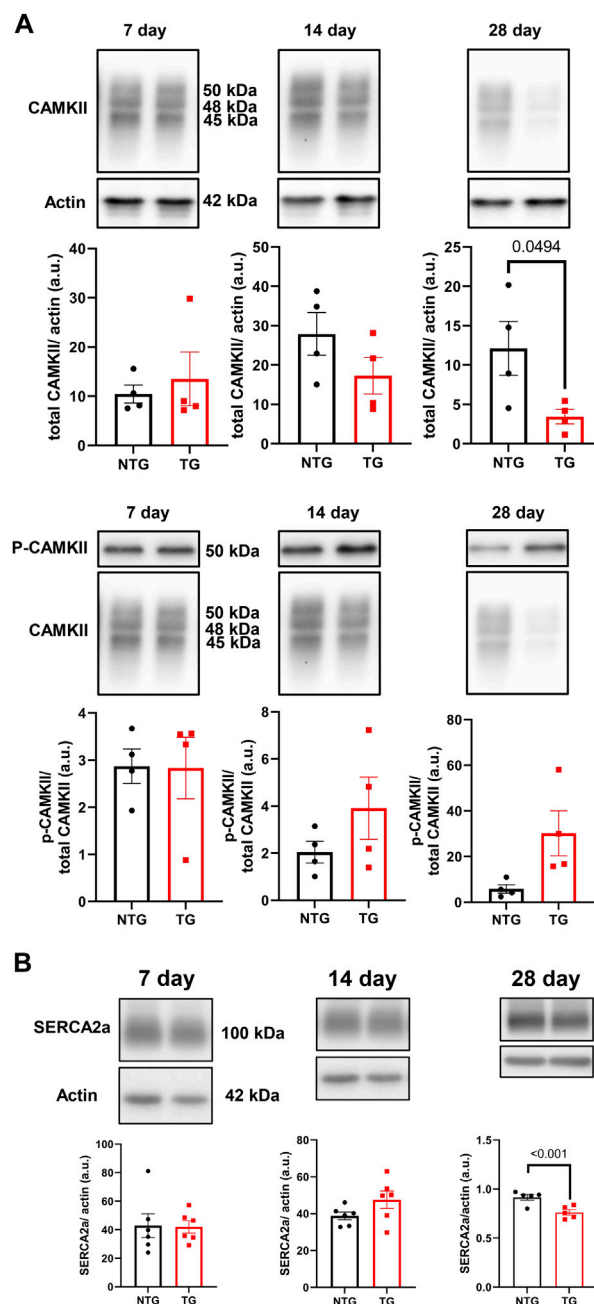 A
7 day 14 day 28 day
CAMKII
50 kDa
48 kDa
45 kDa
Actin 42 kDa
total CAMKII/ actin (a.u.)
40
30
20
10
0
NTG TG
total CAMKII/ actin (a.u.)
50
40
30
20
10
0
NTG TG
total CAMKII/ actin (a.u.)
25
20
15
10
5
0
0.0494
NTG TG
7 day 14 day 28 day
P-CAMKII 50 kDa
CAMKII
50 kDa
48 kDa
45 kDa
p-CAMKII/
total CAMKII (a.u.)
4
3
2
1
0
NTG TG
p-CAMKII/
total CAMKII (a.u.)
8
6
4
2
0
NTG TG
p-CAMKII/
total CAMKII (a.u.)
80
60
40
20
0
NTG TG
B
7 day 14 day 28 day
SERCA2a 100 kDa
Actin 42 kDa
SERCA2a/ actin (a.u.)
100
80
60
40
20
0
NTG TG
SERCA2a/ actin (a.u.)
80
60
40
20
0
NTG TG
SERCA2a/actin (a.u.)
1.5
1.0
0.5
0.0
<0.001
NTG TG